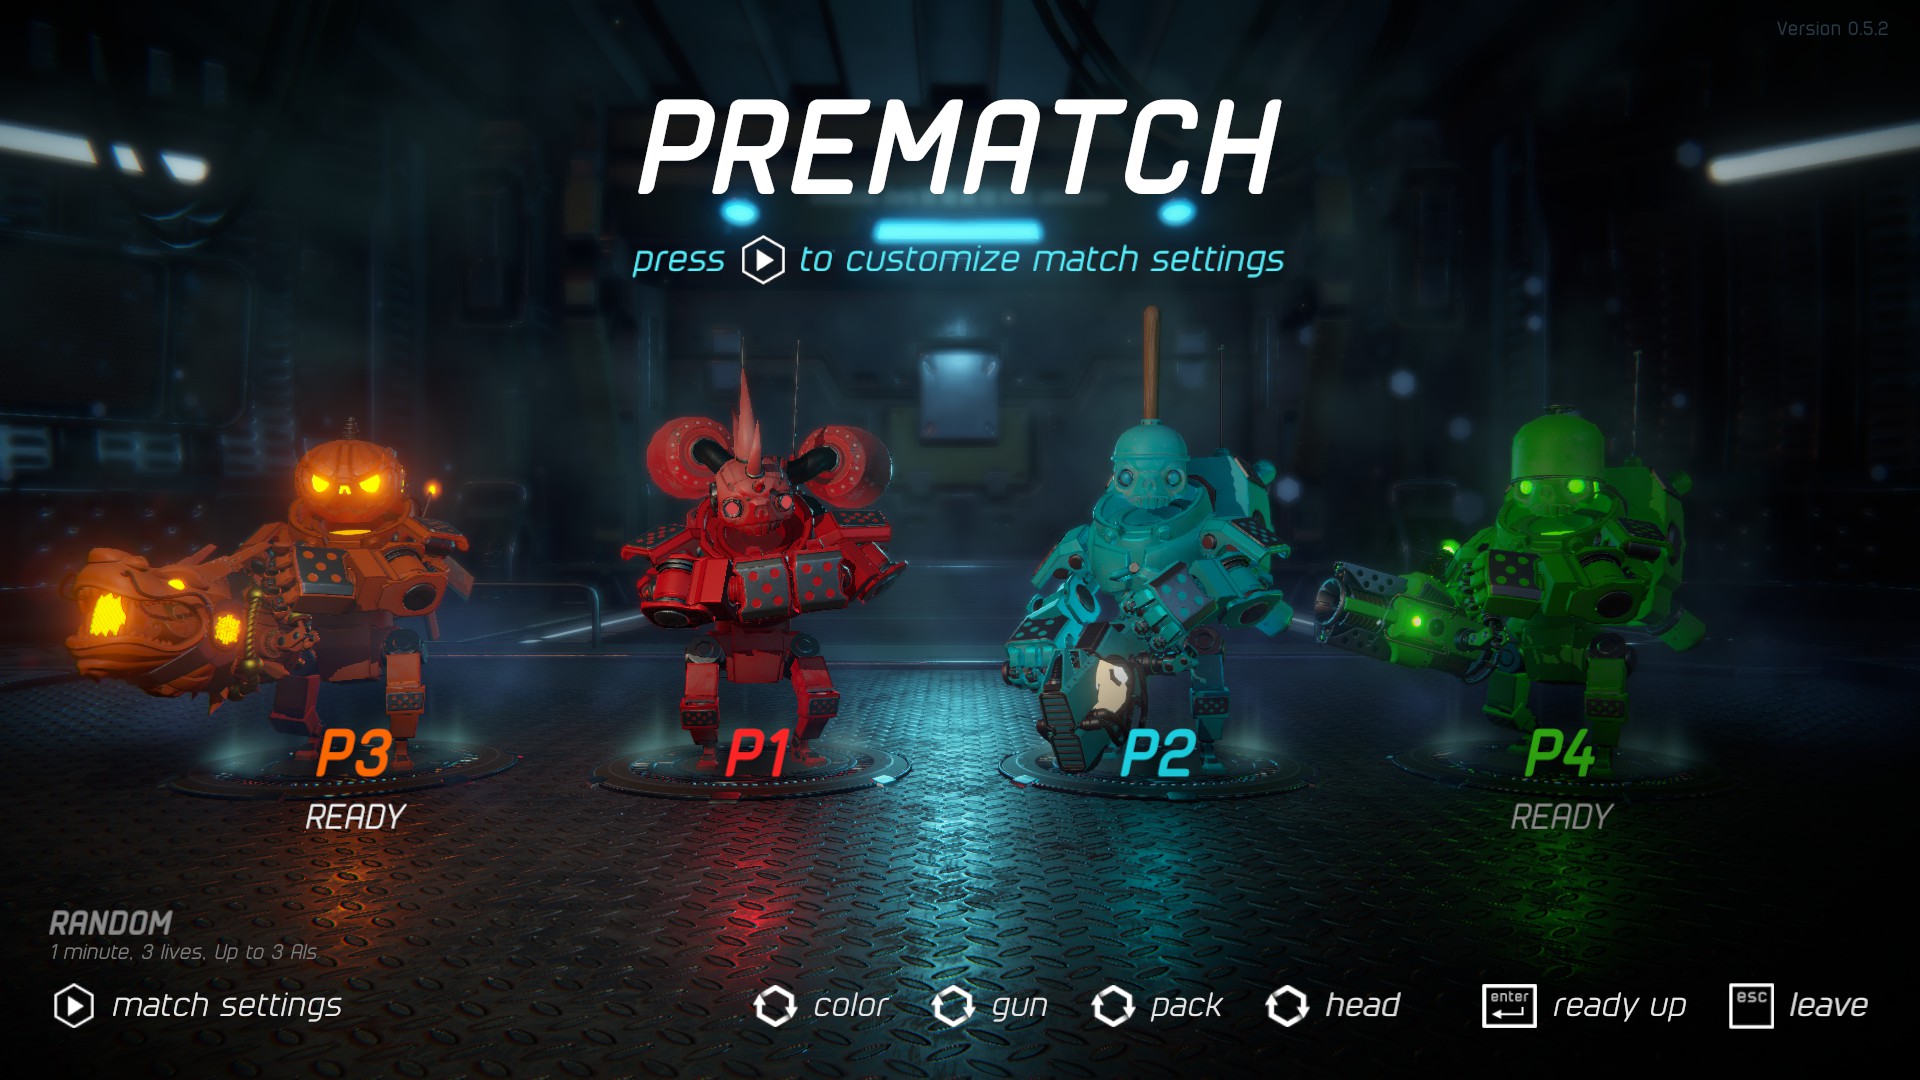 Version 0.5.2
PREMATCH
press to customize match settings
P3
P1
P2
P4
READY
READY
RANDOM
1 minute, 3 lives, Up to 3 AIs
match settings
color
gun
pack
head
enter
ready up
esc
leave